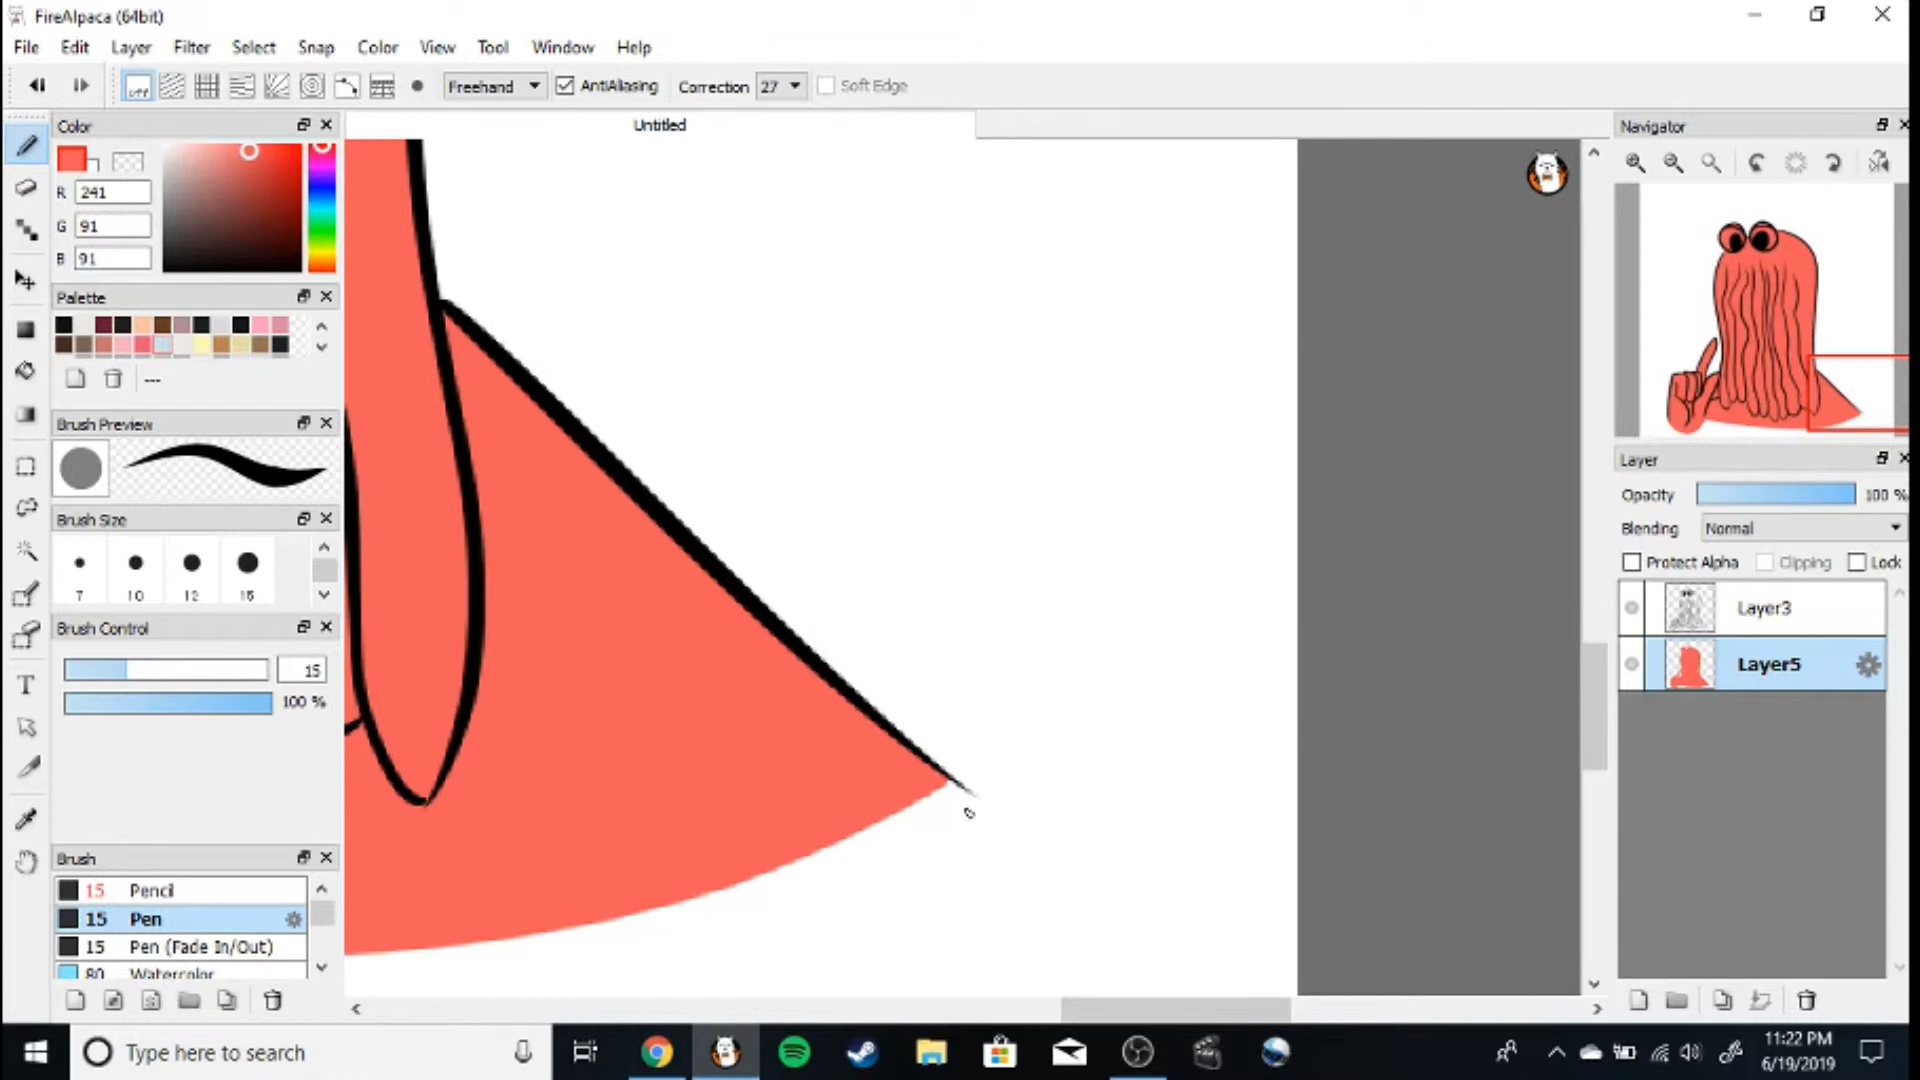 FireAlpaca (64bit)
File Edit Layer Filter Select Snap Color View Tool Window Help
OFF Freehand AntiAliasing Correction 27 Soft Edge
Color
Untitled
Navigator
R 241
G 91
B 91
Palette
---
Brush Preview
Brush Size
7 10 12 15
Brush Control
15
100 %
Brush
15 Pencil
15 Pen
15 Pen (Fade In/Out)
80 Watercolor
Layer
Opacity 100 %
Blending Normal
Protect Alpha Clipping Lock
Layer3
Layer5
T
Type here to search
11:22 PM
6/19/2019